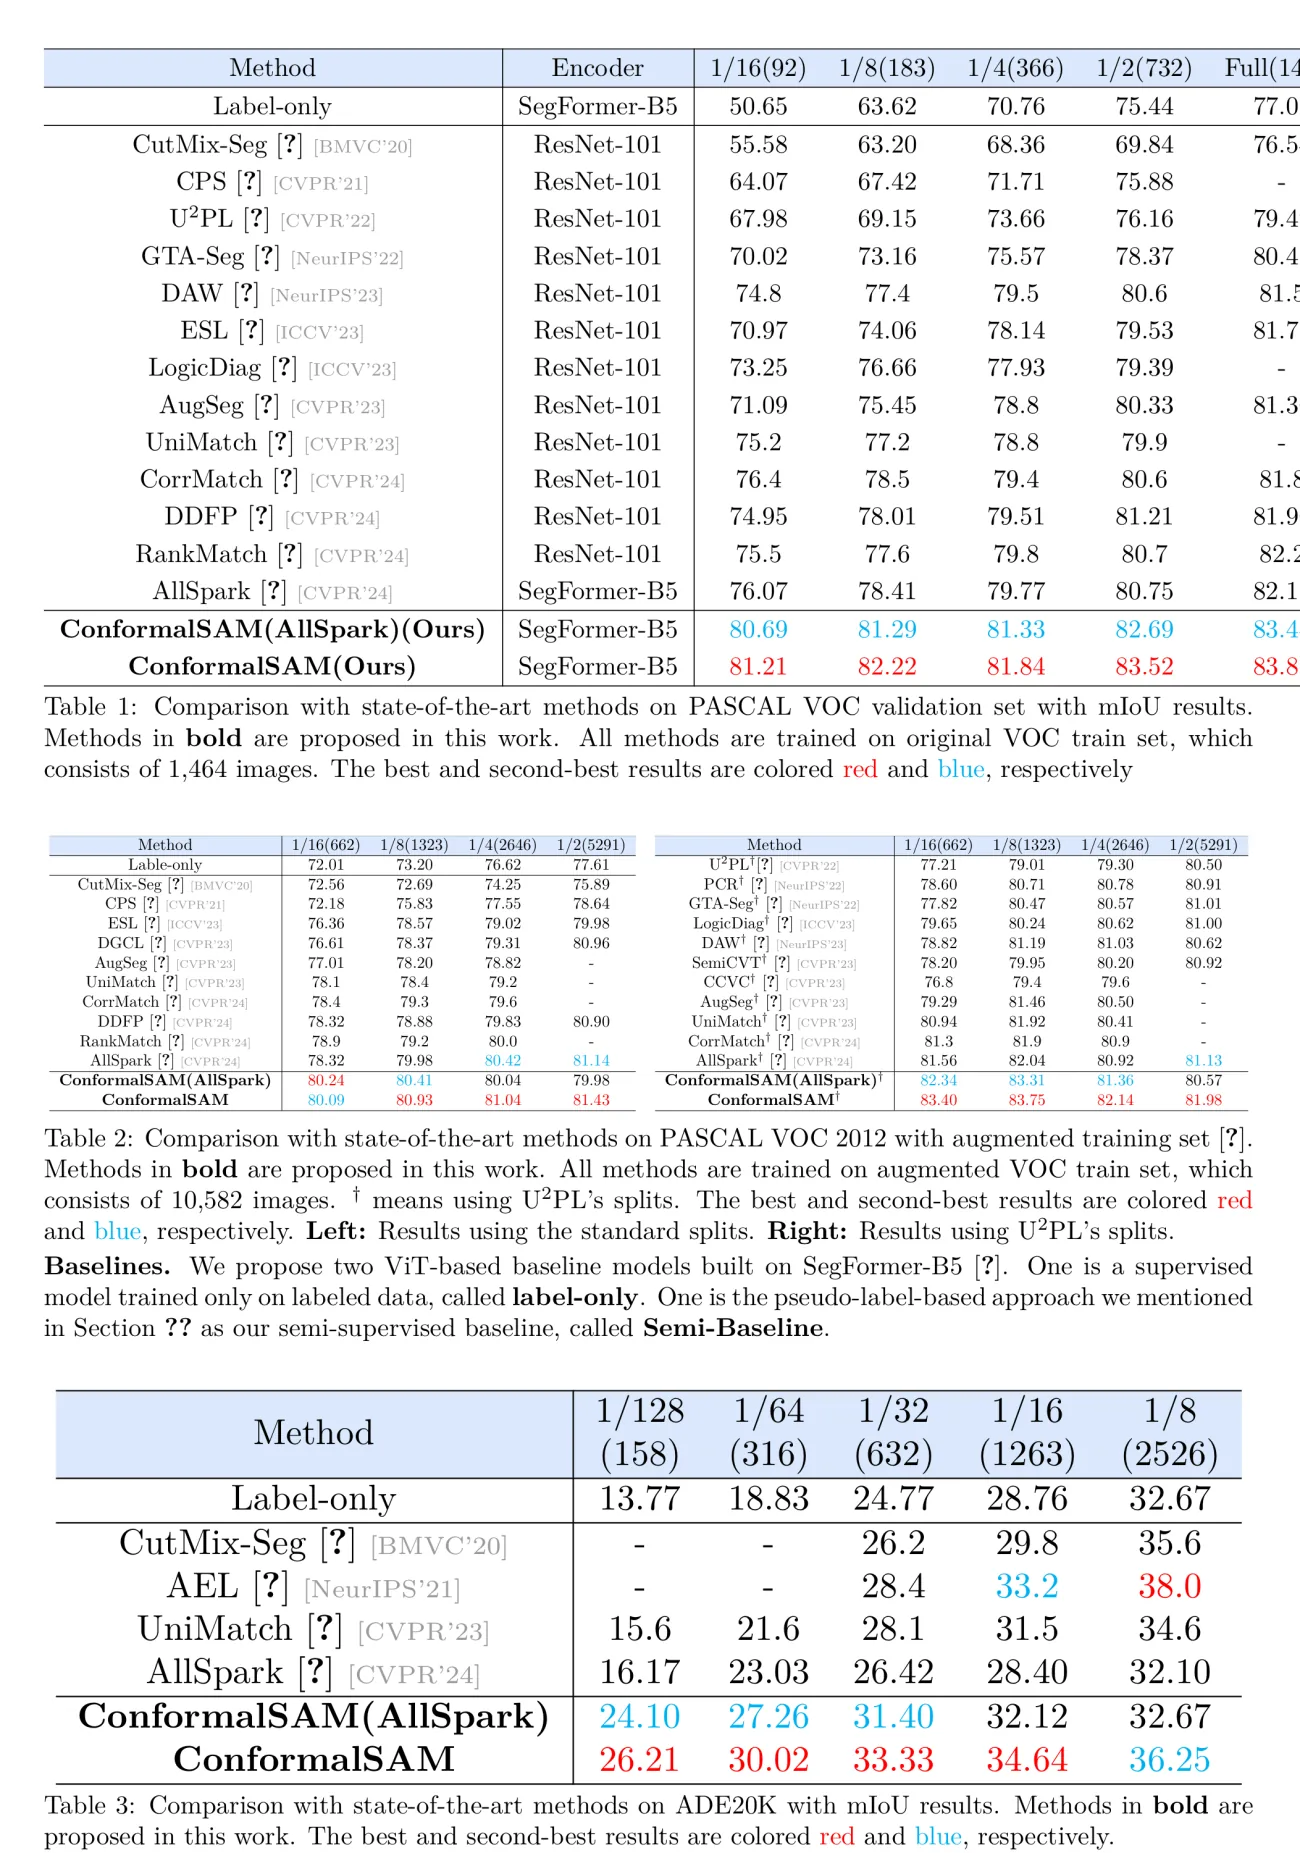 Method Encoder 1/16(92) 1/8(183) 1/4(366) 1/2(732) Full(14
Label-only SegFormer-B5 50.65 63.62 70.76 75.44 77.0
CutMix-Seg [?] [BMVC'20] ResNet-101 55.58 63.20 68.36 69.84 76.5
CPS [?] [CVPR'21] ResNet-101 64.07 67.42 71.71 75.88 -
U²PL [?] [CVPR'22] ResNet-101 67.98 69.15 73.66 76.16 79.4
GTA-Seg [?] [NeurIPS'22] ResNet-101 70.02 73.16 75.57 78.37 80.4
DAW [?] [NeurIPS'23] ResNet-101 74.8 77.4 79.5 80.6 81.5
ESL [?] [ICCV'23] ResNet-101 70.97 74.06 78.14 79.53 81.7
LogicDiag [?] [ICCV'23] ResNet-101 73.25 76.66 77.93 79.39 -
AugSeg [?] [CVPR'23] ResNet-101 71.09 75.45 78.8 80.33 81.3
UniMatch [?] [CVPR'23] ResNet-101 75.2 77.2 78.8 79.9 -
CorrMatch [?] [CVPR'24] ResNet-101 76.4 78.5 79.4 80.6 81.8
DDFP [?] [CVPR'24] ResNet-101 74.95 78.01 79.51 81.21 81.9
RankMatch [?] [CVPR'24] ResNet-101 75.5 77.6 79.8 80.7 82.2
AllSpark [?] [CVPR'24] SegFormer-B5 76.07 78.41 79.77 80.75 82.1
ConformalSAM(AllSpark)(Ours) SegFormer-B5 80.69 81.29 81.33 82.69 83.4
ConformalSAM(Ours) SegFormer-B5 81.21 82.22 81.84 83.52 83.8
Table 1: Comparison with state-of-the-art methods on PASCAL VOC validation set with mIoU results.
Methods in bold are proposed in this work. All methods are trained on original VOC train set, which
consists of 1,464 images. The best and second-best results are colored red and blue, respectively
Method 1/16(662) 1/8(1323) 1/4(2646) 1/2(5291)
Lable-only 72.01 73.20 76.62 77.61
CutMix-Seg [?] [BMVC'20] 72.56 72.69 74.25 75.89
CPS [?] [CVPR'21] 72.18 75.83 77.55 78.64
ESL [?] [ICCV'23] 76.36 78.57 79.02 79.98
DGCL [?] [CVPR'23] 76.61 78.37 79.31 80.96
AugSeg [?] [CVPR'23] 77.01 78.20 78.82 -
UniMatch [?] [CVPR'23] 78.1 78.4 79.2 -
CorrMatch [?] [CVPR'24] 78.4 79.3 79.6 -
DDFP [?] [CVPR'24] 78.32 78.88 79.83 80.90
RankMatch [?] [CVPR'24] 78.9 79.2 80.0 -
AllSpark [?] [CVPR'24] 78.32 79.98 80.42 81.14
ConformalSAM(AllSpark) 80.24 80.41 80.04 79.98
ConformalSAM 80.09 80.93 81.04 81.43
Method 1/16(662) 1/8(1323) 1/4(2646) 1/2(5291)
U²PL†[?] [CVPR'22] 77.21 79.01 79.30 80.50
PCR† [?] [NeurIPS'22] 78.60 80.71 80.78 80.91
GTA-Seg† [?] [NeurIPS'22] 77.82 80.47 80.57 81.01
LogicDiag† [?] [ICCV'23] 79.65 80.24 80.62 81.00
DAW† [?] [NeurIPS'23] 78.82 81.19 81.03 80.62
SemiCVT† [?] [CVPR'23] 78.20 79.95 80.20 80.92
CCVC† [?] [CVPR'23] 76.8 79.4 79.6 -
AugSeg† [?] [CVPR'23] 79.29 81.46 80.50 -
UniMatch† [?] [CVPR'23] 80.94 81.92 80.41 -
CorrMatch† [?] [CVPR'24] 81.3 81.9 80.9 -
AllSpark† [?] [CVPR'24] 81.56 82.04 80.92 81.13
ConformalSAM(AllSpark)† 82.34 83.31 81.36 80.57
ConformalSAM† 83.40 83.75 82.14 81.98
Table 2: Comparison with state-of-the-art methods on PASCAL VOC 2012 with augmented training set [?].
Methods in bold are proposed in this work. All methods are trained on augmented VOC train set, which
consists of 10,582 images. † means using U²PL's splits. The best and second-best results are colored red
and blue, respectively. Left: Results using the standard splits. Right: Results using U²PL's splits.
Baselines. We propose two ViT-based baseline models built on SegFormer-B5 [?]. One is a supervised
model trained only on labeled data, called label-only. One is the pseudo-label-based approach we mentioned
in Section ?? as our semi-supervised baseline, called Semi-Baseline.
Method 1/128 (158) 1/64 (316) 1/32 (632) 1/16 (1263) 1/8 (2526)
Label-only 13.77 18.83 24.77 28.76 32.67
CutMix-Seg [?] [BMVC'20] - - 26.2 29.8 35.6
AEL [?] [NeurIPS'21] - - 28.4 33.2 38.0
UniMatch [?] [CVPR'23] 15.6 21.6 28.1 31.5 34.6
AllSpark [?] [CVPR'24] 16.17 23.03 26.42 28.40 32.10
ConformalSAM(AllSpark) 24.10 27.26 31.40 32.12 32.67
ConformalSAM 26.21 30.02 33.33 34.64 36.25
Table 3: Comparison with state-of-the-art methods on ADE20K with mIoU results. Methods in bold are
proposed in this work. The best and second-best results are colored red and blue, respectively.